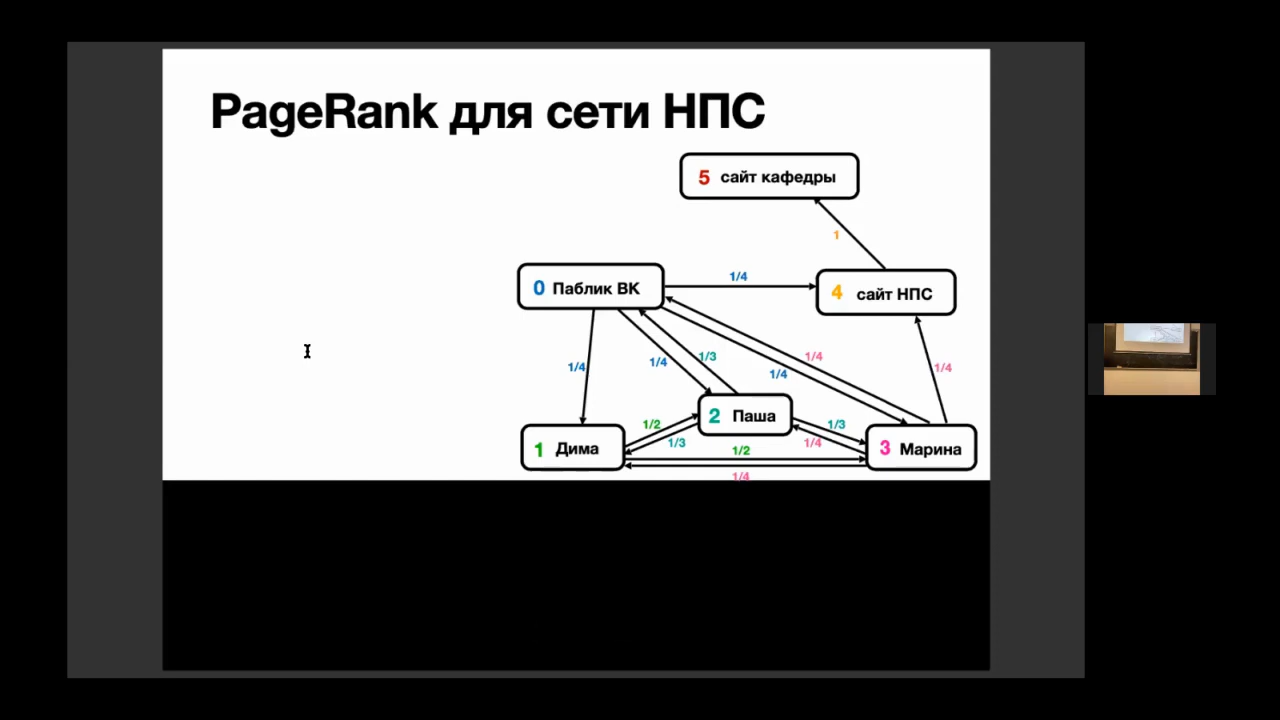 PageRank для сети НПС
5 сайт кафедры
1
0 Паблик ВК
1/4
4 сайт НПС
1/4
1/4
1/3
1/4
1/4
1/4
1 Дима
1/2
1/3
2 Паша
1/3
1/4
3 Марина
1/2
1/4